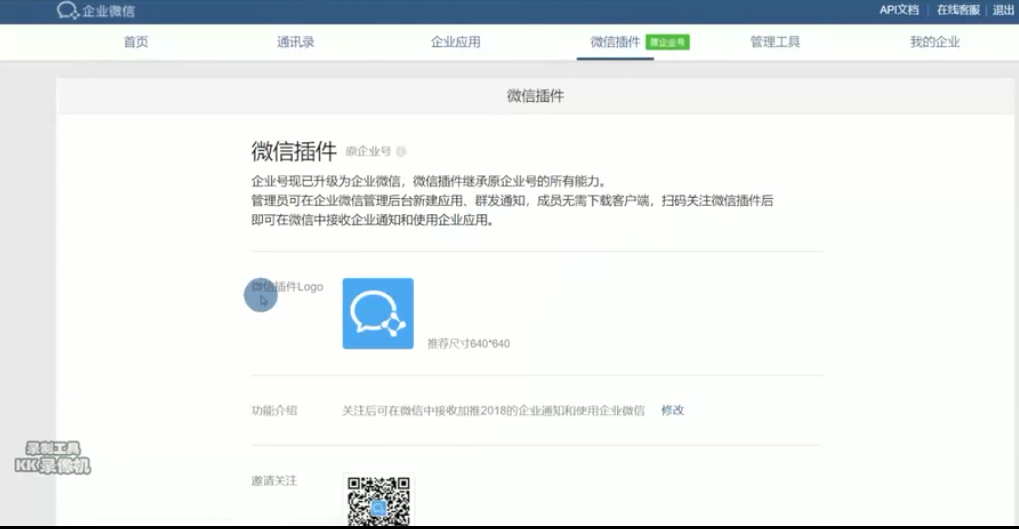 企业微信
API文档 | 在线客服 | 退出
首页 通讯录 企业应用 微信插件 原企业号 管理工具 我的企业
微信插件
微信插件 原企业号
企业号现已升级为企业微信，微信插件继承原企业号的所有能力。
管理员可在企业微信管理后台新建应用、群发通知，成员无需下载客户端，扫码关注微信插件后
即可在微信中接收企业通知和使用企业应用。
微信插件Logo
推荐尺寸640*640
功能介绍 关注后可在微信中接收加推2018的企业通知和使用企业微信 修改
录制工具
KK录像机
邀请关注